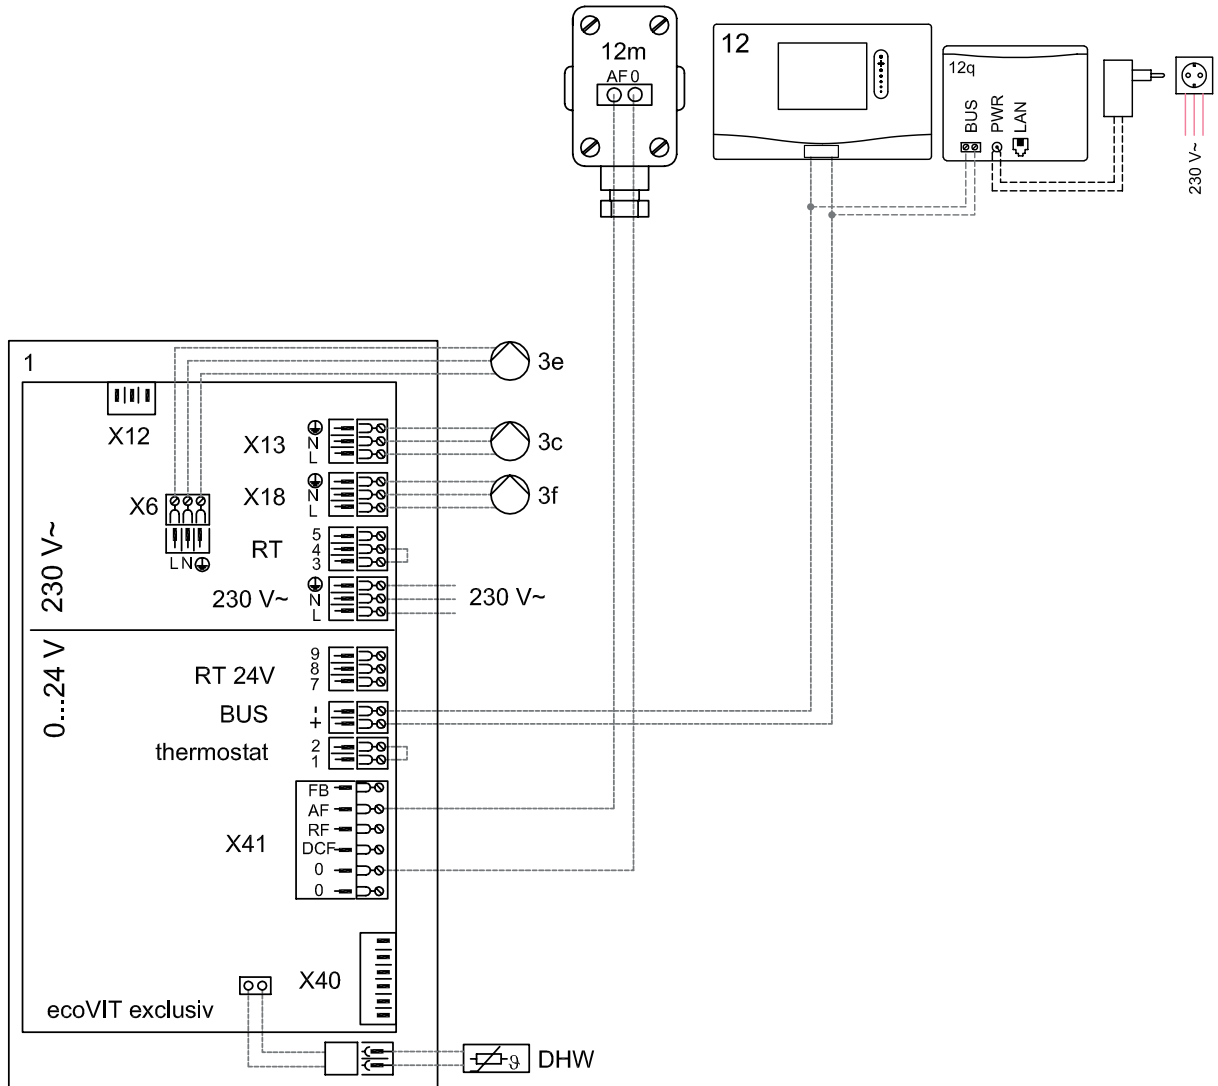 12m
AF 0
12
12q
BUS
PWR
LAN
230 V~
1
3e
X12
X13
N
L
3c
X6
X18
N
L
3f
L N
RT
5
4
3
230 V~
230 V~
N
L
230 V~
0...24 V
RT 24V
9
8
7
BUS
-
+
thermostat
2
1
X41
FB
AF
RF
DCF
0
0
X40
ecoVIT exclusiv
ϑ
DHW